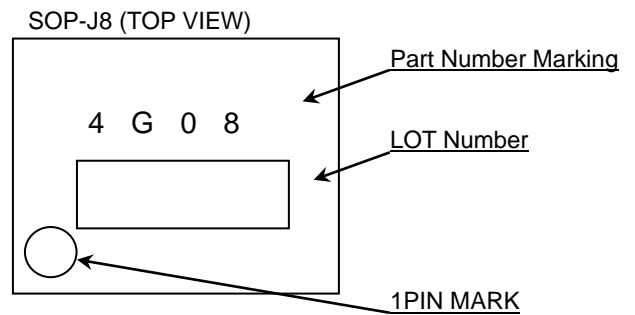 SOP-J8 (TOP VIEW)
Part Number Marking
4 G 0 8
LOT Number
1PIN MARK